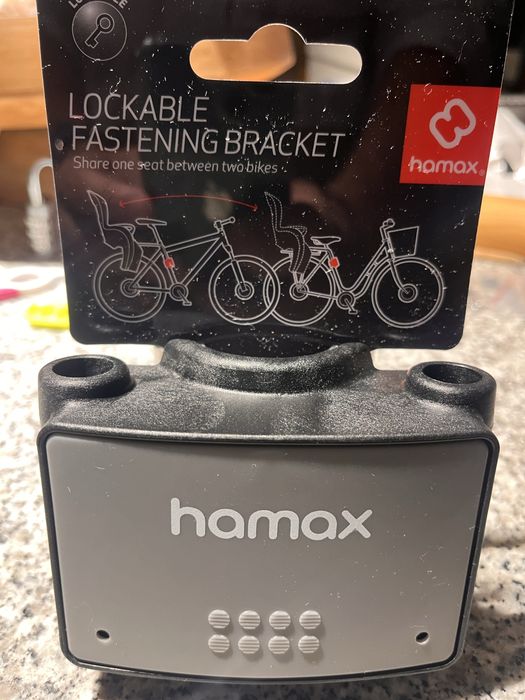 LOCKABLE
FASTENING BRACKET
Share one seat between two bikes
hamax
hamax